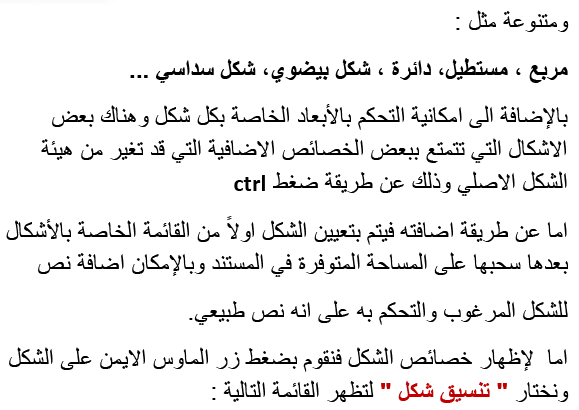 ومتنوعة مثل :
مربع ، مستطيل، دائرة ، شكل بيضوي، شكل سداسي ...
بالإضافة الى امكانية التحكم بالأبعاد الخاصة بكل شكل وهناك بعض
الاشكال التي تتمتع ببعض الخصائص الاضافية التي قد تغير من هيئة
الشكل الاصلي وذلك عن طريقة ضغط ctrl
اما عن طريقة اضافته فيتم بتعيين الشكل اولاً من القائمة الخاصة بالأشكال
بعدها سحبها على المساحة المتوفرة في المستند وبالإمكان اضافة نص
للشكل المرغوب والتحكم به على انه نص طبيعي.
اما لإظهار خصائص الشكل فنقوم بضغط زر الماوس الايمن على الشكل
ونختار " تنسيق شكل " لتظهر القائمة التالية :